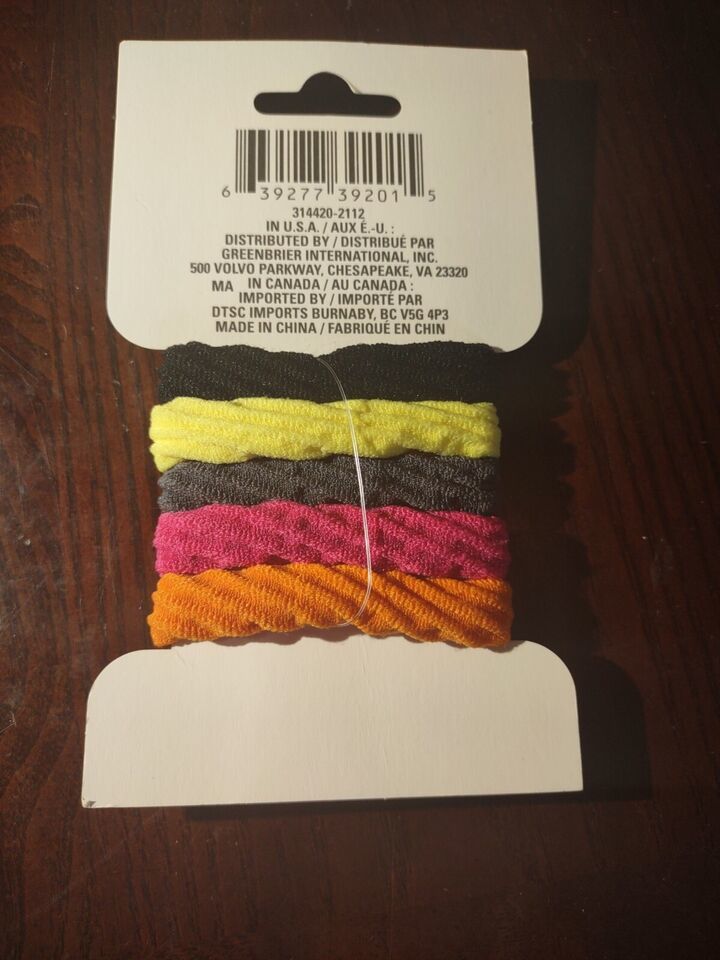 6 39277 39201 5
314420-2112
IN U.S.A. / AUX É.-U. :
DISTRIBUTED BY / DISTRIBUÉ PAR
GREENBRIER INTERNATIONAL, INC.
500 VOLVO PARKWAY, CHESAPEAKE, VA 23320
MA IN CANADA / AU CANADA :
IMPORTED BY / IMPORTÉ PAR
DTSC IMPORTS BURNABY, BC V5G 4P3
MADE IN CHINA / FABRIQUÉ EN CHIN